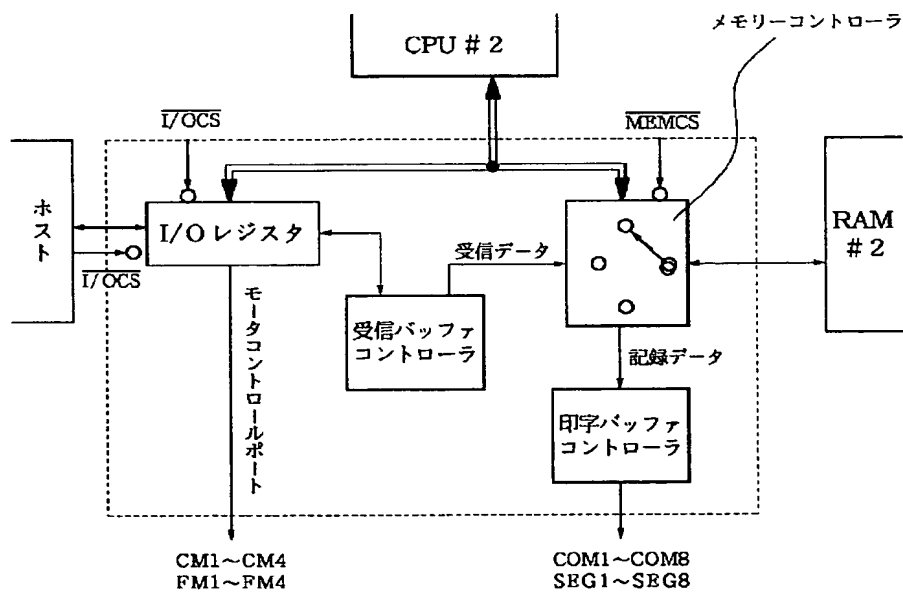 メモリーコントローラ
CPU # 2
I/OCS
MEMCS
ホスト
I/Oレジスタ
I/OCS
受信データ
RAM
# 2
受信バッファ
コントローラ
モータコントロールポート
記録データ
印字バッファ
コントローラ
CM1～CM4
FM1～FM4
COM1～COM8
SEG1～SEG8